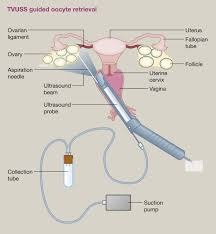 TVUSS guided oocyte retrieval
Ovarian
ligament
Ovary
Aspiration
needle
Ultrasound
beam
Ultrasound
probe
Uterus
Fallopian
tube
Follicle
Uterine
cervix
Vagina
Collection
tube
Suction
pump